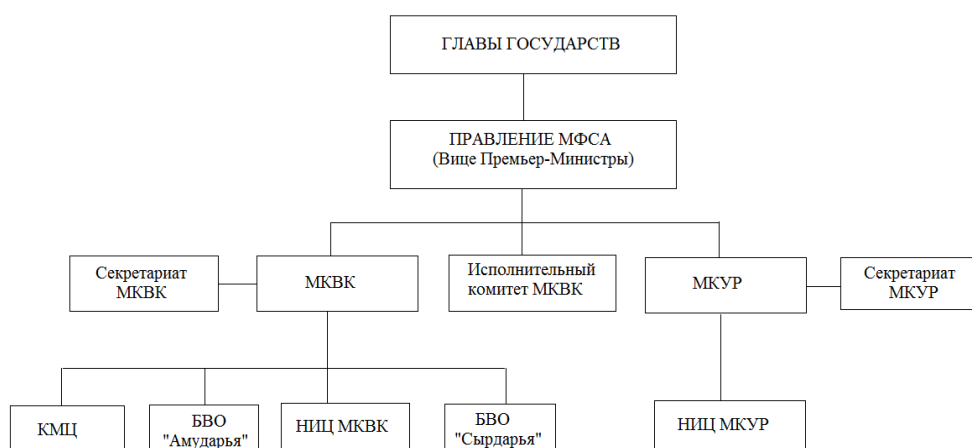 ГЛАВЫ ГОСУДАРСТВ
ПРАВЛЕНИЕ МФСА
(Вице Премьер-Министры)
Секретариат
МКВК
МКВК
Исполнительный
комитет МКВК
МКУР
Секретариат
МКУР
КМЦ
БВО
"Амударья"
НИЦ МКВК
БВО
"Сырдарья"
НИЦ МКУР